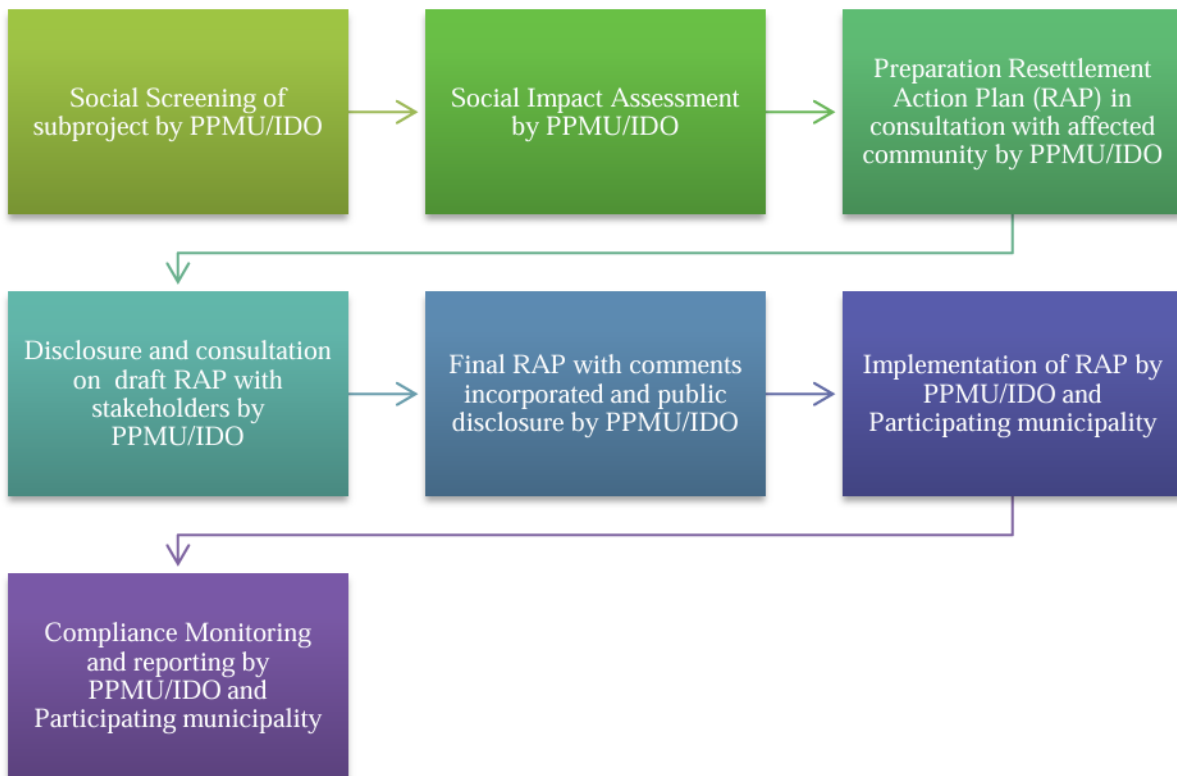 Social Screening of
subproject by PPMU/IDO
Social Impact Assessment
by PPMU/IDO
Preparation Resettlement
Action Plan (RAP) in
consultation with affected
community by PPMU/IDO
Disclosure and consultation
on draft RAP with
stakeholders by
PPMU/IDO
Final RAP with comments
incorporated and public
disclosure by PPMU/IDO
Implementation of RAP by
PPMU/IDO and
Participating municipality
Compliance Monitoring
and reporting by
PPMU/IDO and
Participating municipality